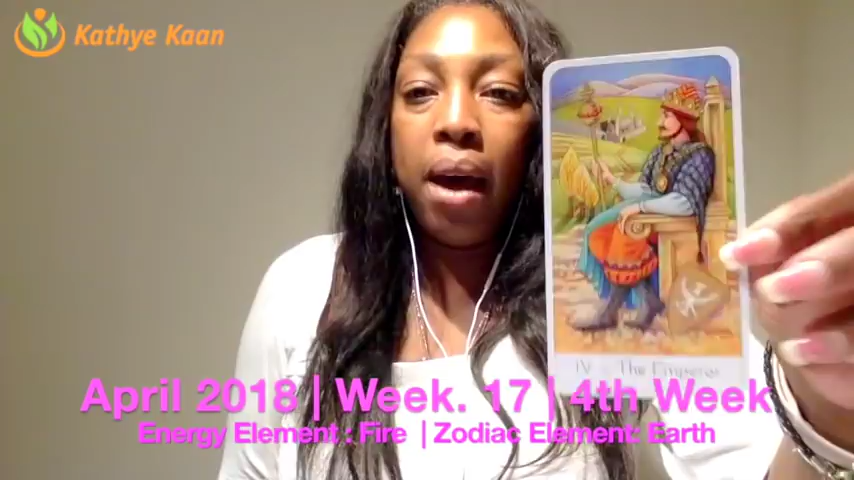 Kathye Kaan
IV The Emperor
April 2018 | Week. 17 | 4th Week
Energy Element : Fire | Zodiac Element: Earth